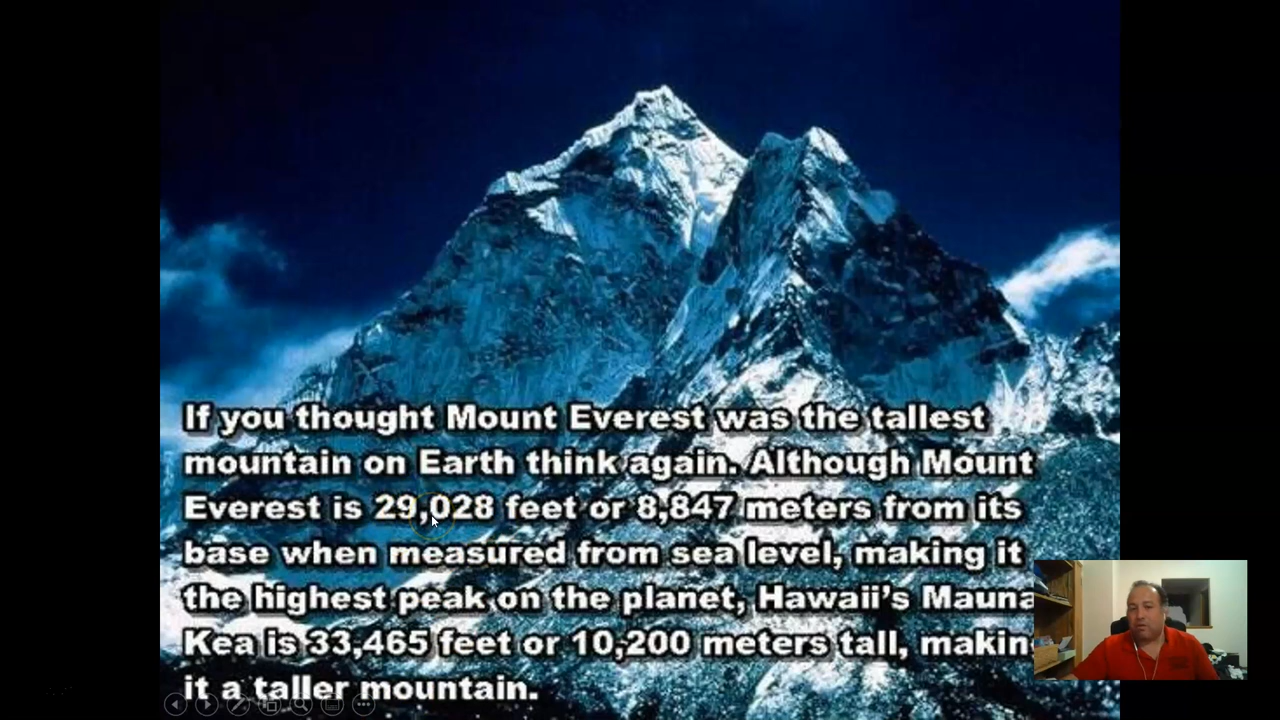 If you thought Mount Everest was the tallest
mountain on Earth think again. Although Mount
Everest is 29,028 feet or 8,847 meters from its
base when measured from sea level, making it
the highest peak on the planet, Hawaii’s Mauna
Kea is 33,465 feet or 10,200 meters tall, makin
it a taller mountain.